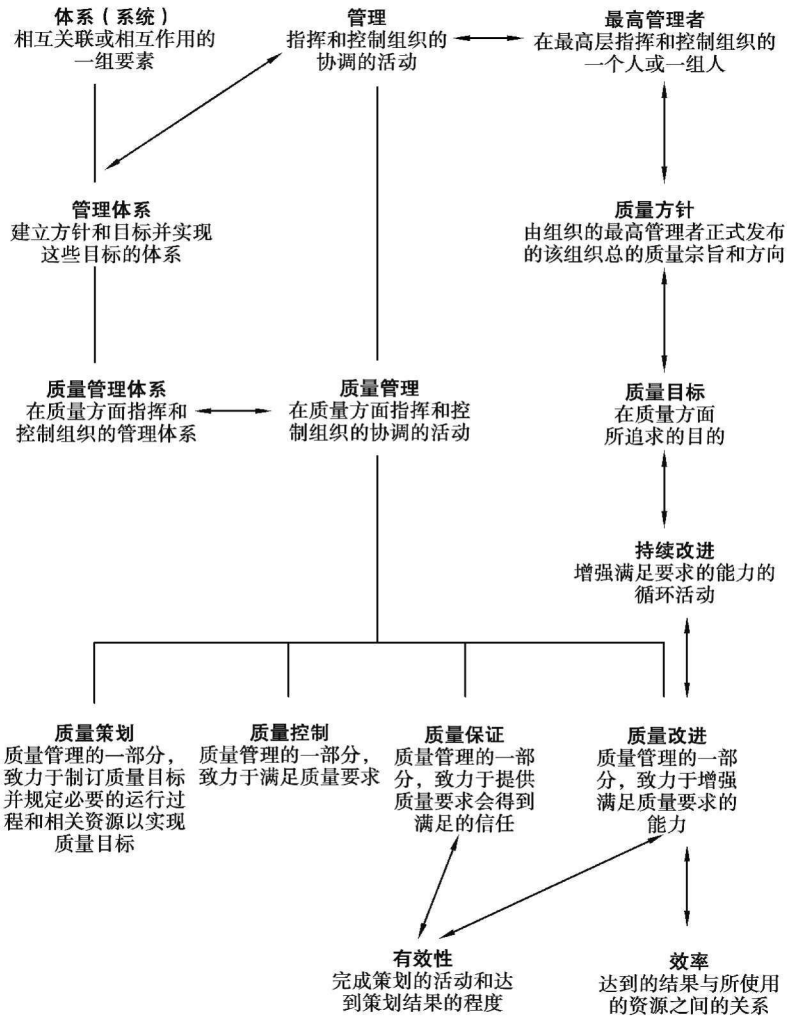 体系（系统）
相互关联或相互作用的
一组要素
管理
指挥和控制组织的
协调的活动
最高管理者
在最高层指挥和控制组织的
一个人或一组人
管理体系
建立方针和目标并实现
这些目标的体系
质量方针
由组织的最高管理者正式发布
的该组织总的质量宗旨和方向
质量管理体系
在质量方面指挥和
控制组织的管理体系
质量管理
在质量方面指挥和控
制组织的协调的活动
质量目标
在质量方面
所追求的目的
持续改进
增强满足要求的能力的
循环活动
质量策划
质量管理的一部分，
致力于制订质量目标
并规定必要的运行过
程和相关资源以实现
质量目标
质量控制
质量管理的一部分，
致力于满足质量要求
质量保证
质量管理的一部
分，致力于提供
质量要求会得到
满足的信任
质量改进
质量管理的一部
分，致力于增强
满足质量要求的
能力
有效性
完成策划的活动和达
到策划结果的程度
效率
达到的结果与所使用
的资源之间的关系